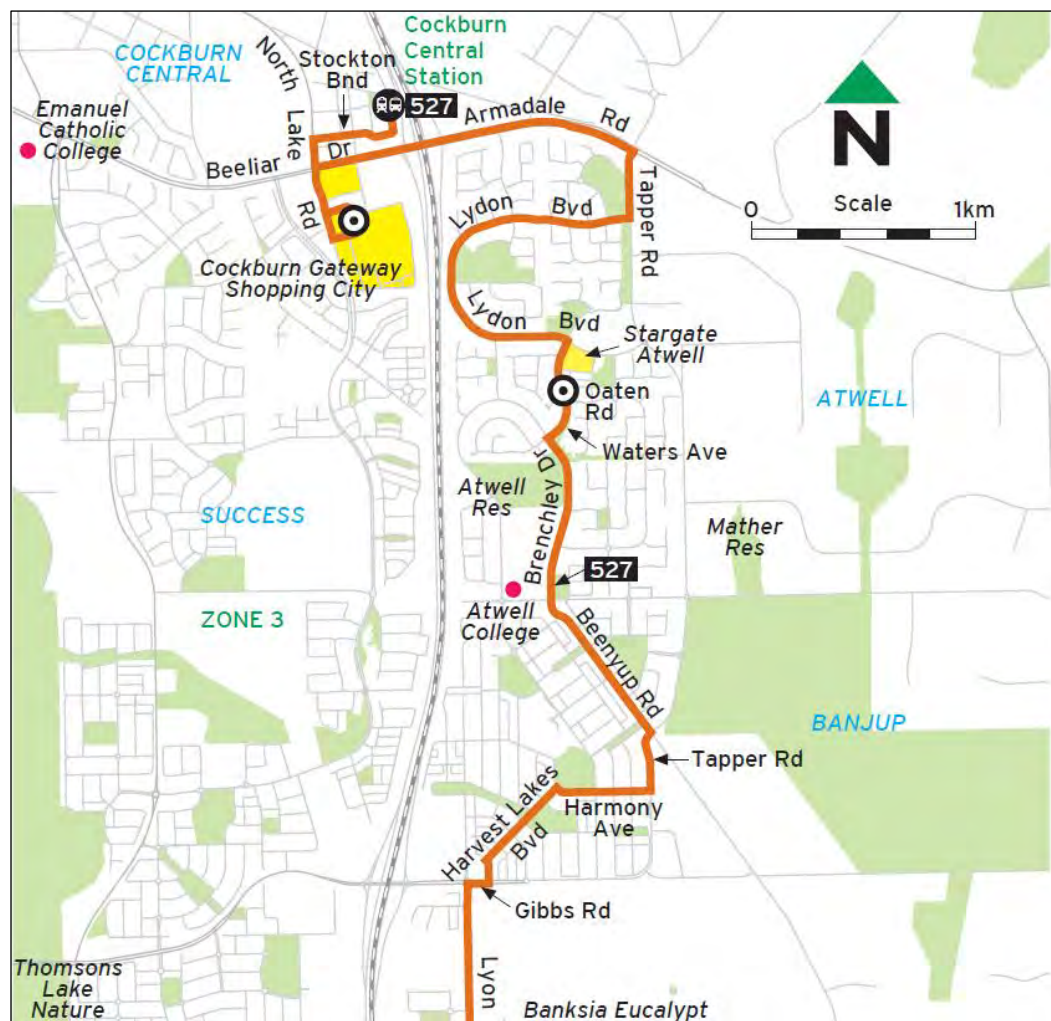 COCKBURN
CENTRAL
North
Lake
Rd
Stockton
Bnd
Cockburn
Central
Station
527
Emanuel
Catholic
College
Beeliar
Dr
Armadale
Rd
N
Scale
0
1km
Tapper Rd
Lydon
Bvd
Cockburn Gateway
Shopping City
Lydon
Bvd
Stargate
Atwell
Oaten
Rd
ATWELL
Waters Ave
Brenchley Dr
Atwell
Res
SUCCESS
Mather
Res
527
ZONE 3
Atwell
College
Beenyup Rd
BANJUP
Tapper Rd
Harvest Lakes
Bvd
Harmony
Ave
Gibbs Rd
Thomsons
Lake
Nature
Lyon
Banksia Eucalypt